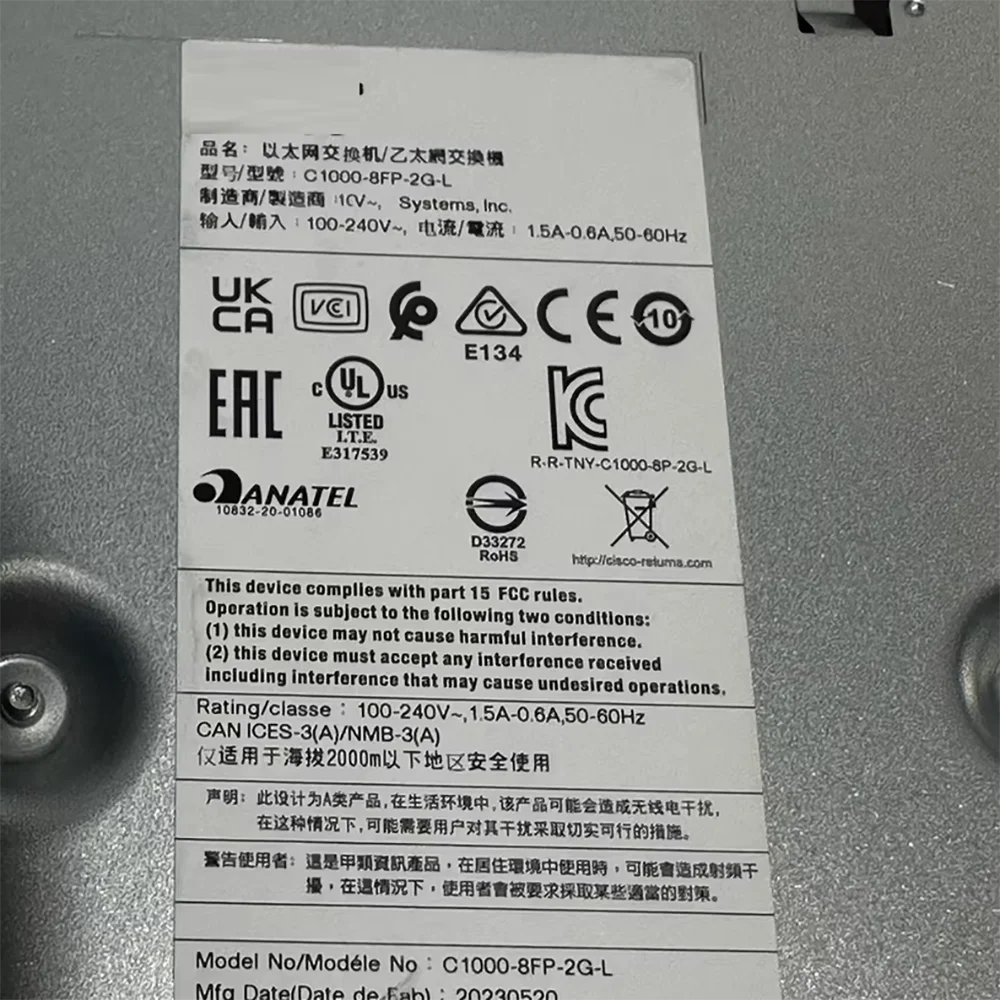 品名：以太网交换机/乙太網交換機
型号/型號：C1000-8FP-2G-L
制造商/製造商：10V~, Systems, Inc.
输入/輸入：100-240V~, 电流/電流：1.5A-0.6A,50-60Hz
UK
CA
VCCI
CE
10
E134
EAC
C UL US
LISTED
I.T.E.
E317539
KC
R-R-TNY-C1000-8P-2G-L
ANATEL
10832-20-01086
D33272
RoHS
http://cisco-returns.com
This device complies with part 15 FCC rules.
Operation is subject to the following two conditions:
(1) this device may not cause harmful interference.
(2) this device must accept any interference received
including interference that may cause undesired operations.
Rating/classe : 100-240V~,1.5A-0.6A,50-60Hz
CAN ICES-3(A)/NMB-3(A)
仅适用于海拔2000m以下地区安全使用
声明：此设计为A类产品,在生活环境中,该产品可能会造成无线电干扰,
在这种情况下,可能需要用户对其干扰采取切实可行的措施。
警告使用者：這是甲類資訊產品，在居住環境中使用時，可能會造成射頻干
擾，在這情況下，使用者會被要求採取某些適當的對策。
Model No/Modéle No : C1000-8FP-2G-L
Mfg Date(Date de Fab) : 20230520